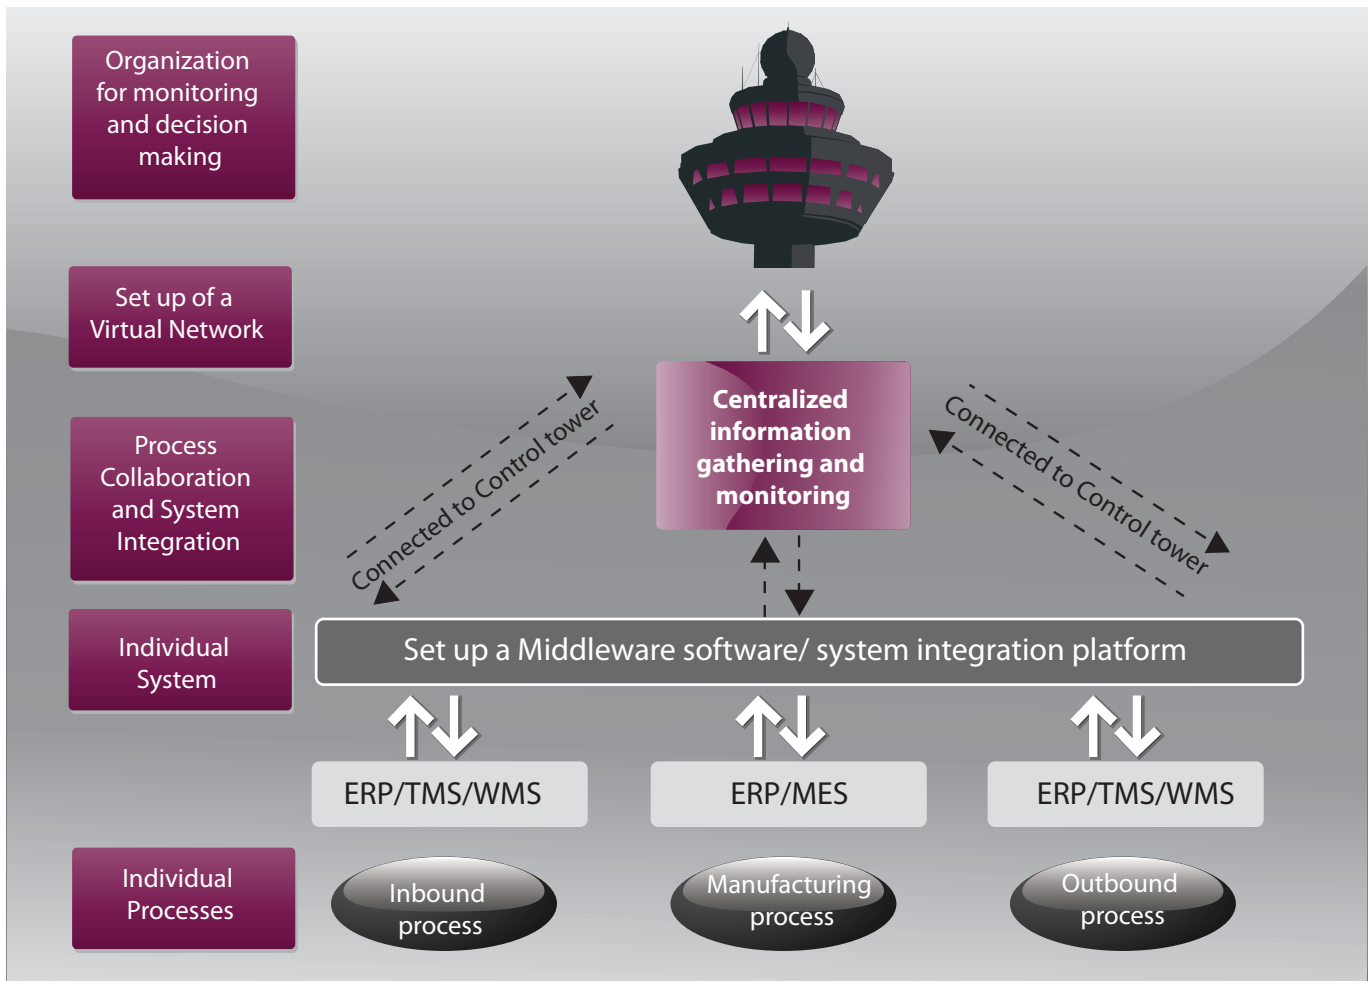 Organization
for monitoring
and decision
making
Set up of a
Virtual Network
Centralized
information
gathering and
monitoring
Connected to Control tower
Connected to Control tower
Process
Collaboration
and System
Integration
Individual
System
Set up a Middleware software/ system integration platform
ERP/TMS/WMS
ERP/MES
ERP/TMS/WMS
Individual
Processes
Inbound
process
Manufacturing
process
Outbound
process